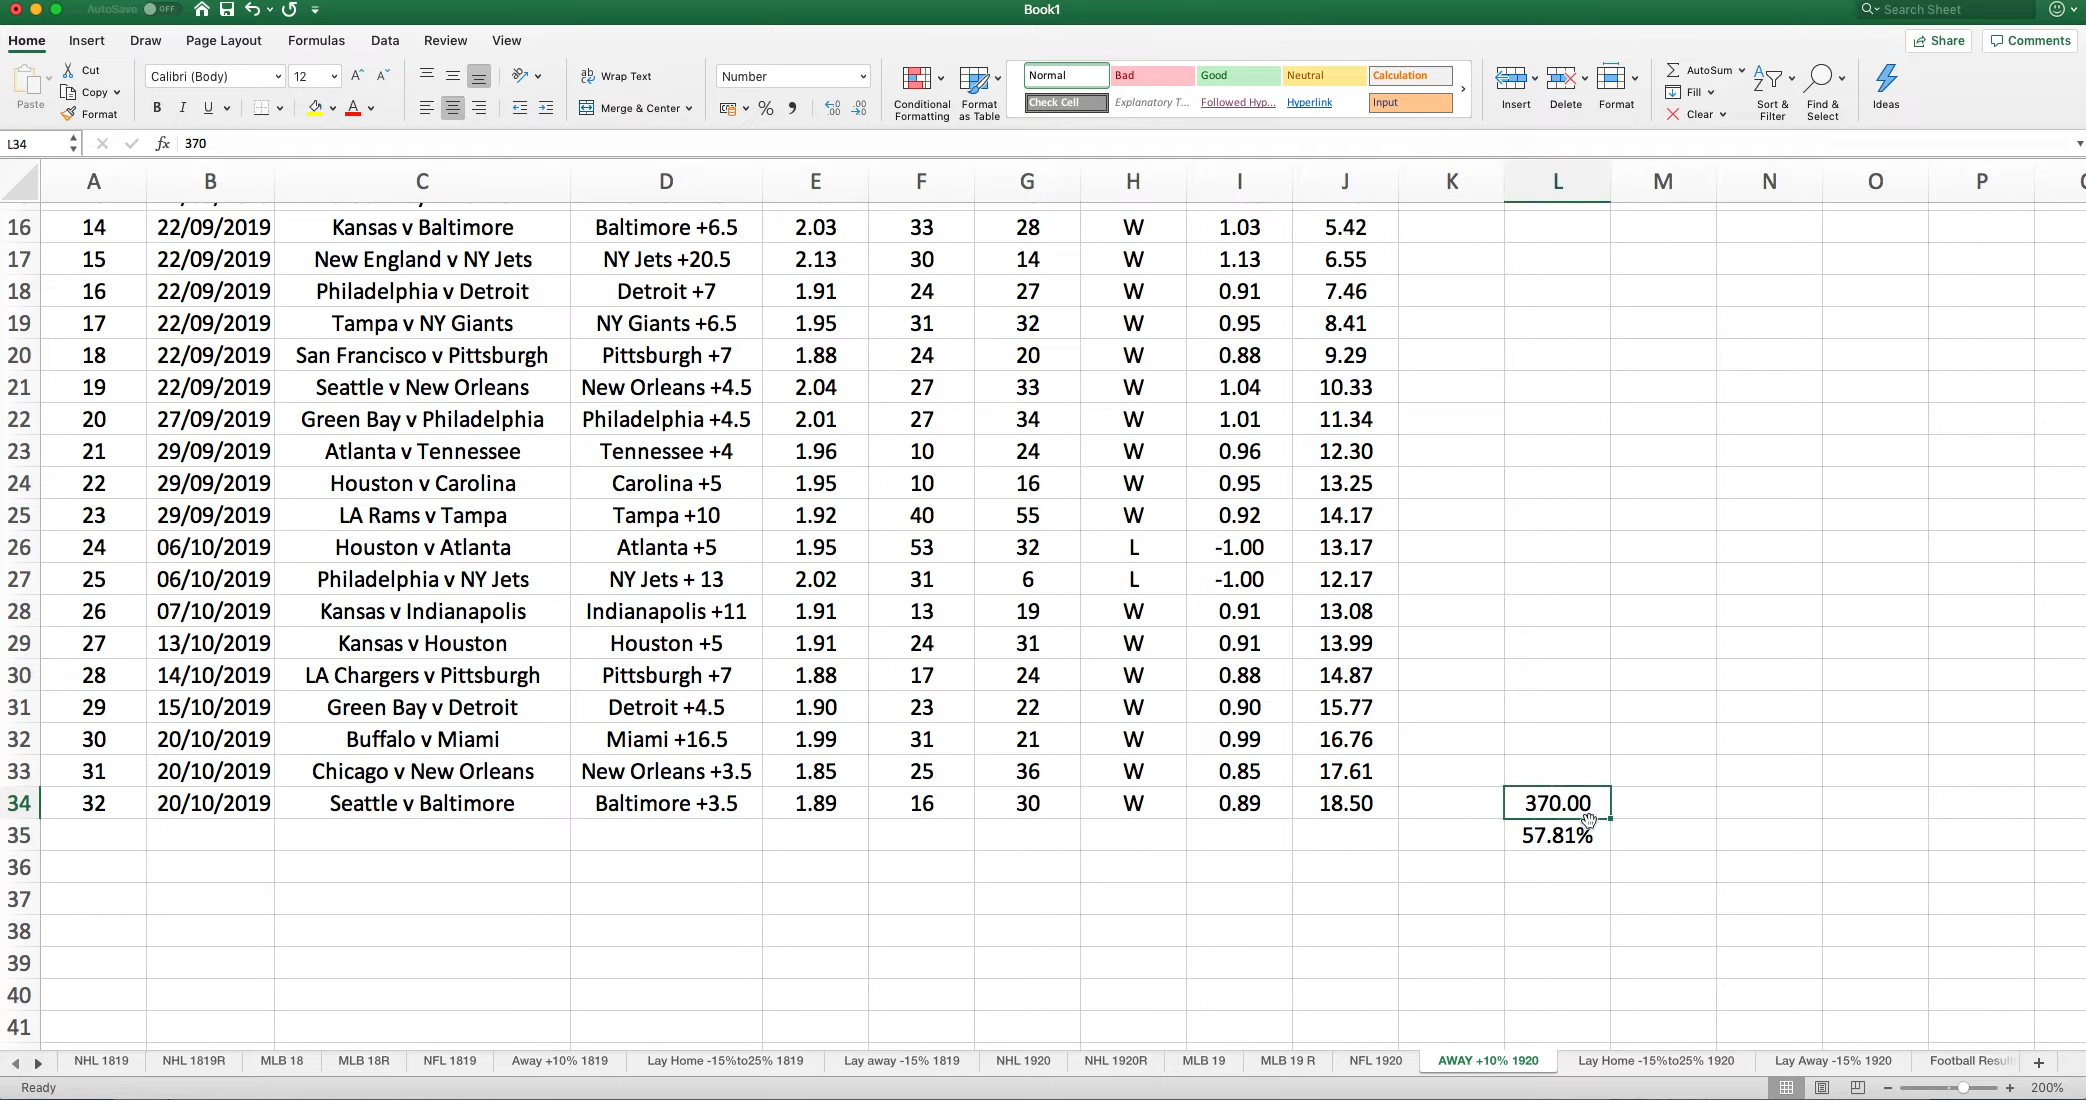 AutoSave OFF Book1 Search Sheet
Home Insert Draw Page Layout Formulas Data Review View Share Comments
Paste Cut Copy Format
Calibri (Body) 12 A A
B I U A
ab Wrap Text
Merge & Center
Number
% 
Conditional Formatting Format as Table
Normal Bad Good Neutral Calculation
Check Cell Explanatory T... Followed Hyp... Hyperlink Input
Insert Delete Format
AutoSum Fill Clear
Sort & Filter Find & Select Ideas
L34 fx 370
A B C D E F G H I J K L M N O P
16 14 22/09/2019 Kansas v Baltimore Baltimore +6.5 2.03 33 28 W 1.03 5.42
17 15 22/09/2019 New England v NY Jets NY Jets +20.5 2.13 30 14 W 1.13 6.55
18 16 22/09/2019 Philadelphia v Detroit Detroit +7 1.91 24 27 W 0.91 7.46
19 17 22/09/2019 Tampa v NY Giants NY Giants +6.5 1.95 31 32 W 0.95 8.41
20 18 22/09/2019 San Francisco v Pittsburgh Pittsburgh +7 1.88 24 20 W 0.88 9.29
21 19 22/09/2019 Seattle v New Orleans New Orleans +4.5 2.04 27 33 W 1.04 10.33
22 20 27/09/2019 Green Bay v Philadelphia Philadelphia +4.5 2.01 27 34 W 1.01 11.34
23 21 29/09/2019 Atlanta v Tennessee Tennessee +4 1.96 10 24 W 0.96 12.30
24 22 29/09/2019 Houston v Carolina Carolina +5 1.95 10 16 W 0.95 13.25
25 23 29/09/2019 LA Rams v Tampa Tampa +10 1.92 40 55 W 0.92 14.17
26 24 06/10/2019 Houston v Atlanta Atlanta +5 1.95 53 32 L -1.00 13.17
27 25 06/10/2019 Philadelphia v NY Jets NY Jets + 13 2.02 31 6 L -1.00 12.17
28 26 07/10/2019 Kansas v Indianapolis Indianapolis +11 1.91 13 19 W 0.91 13.08
29 27 13/10/2019 Kansas v Houston Houston +5 1.91 24 31 W 0.91 13.99
30 28 14/10/2019 LA Chargers v Pittsburgh Pittsburgh +7 1.88 17 24 W 0.88 14.87
31 29 15/10/2019 Green Bay v Detroit Detroit +4.5 1.90 23 22 W 0.90 15.77
32 30 20/10/2019 Buffalo v Miami Miami +16.5 1.99 31 21 W 0.99 16.76
33 31 20/10/2019 Chicago v New Orleans New Orleans +3.5 1.85 25 36 W 0.85 17.61
34 32 20/10/2019 Seattle v Baltimore Baltimore +3.5 1.89 16 30 W 0.89 18.50 370.00
35 57.81%
36
37
38
39
40
41
NHL 1819 NHL 1819R MLB 18 MLB 18R NFL 1819 Away +10% 1819 Lay Home -15%to25% 1819 Lay away -15% 1819 NHL 1920 NHL 1920R MLB 19 MLB 19 R NFL 1920 AWAY +10% 1920 Lay Home -15%to25% 1920 Lay Away -15% 1920 Football Resul +
Ready 200%